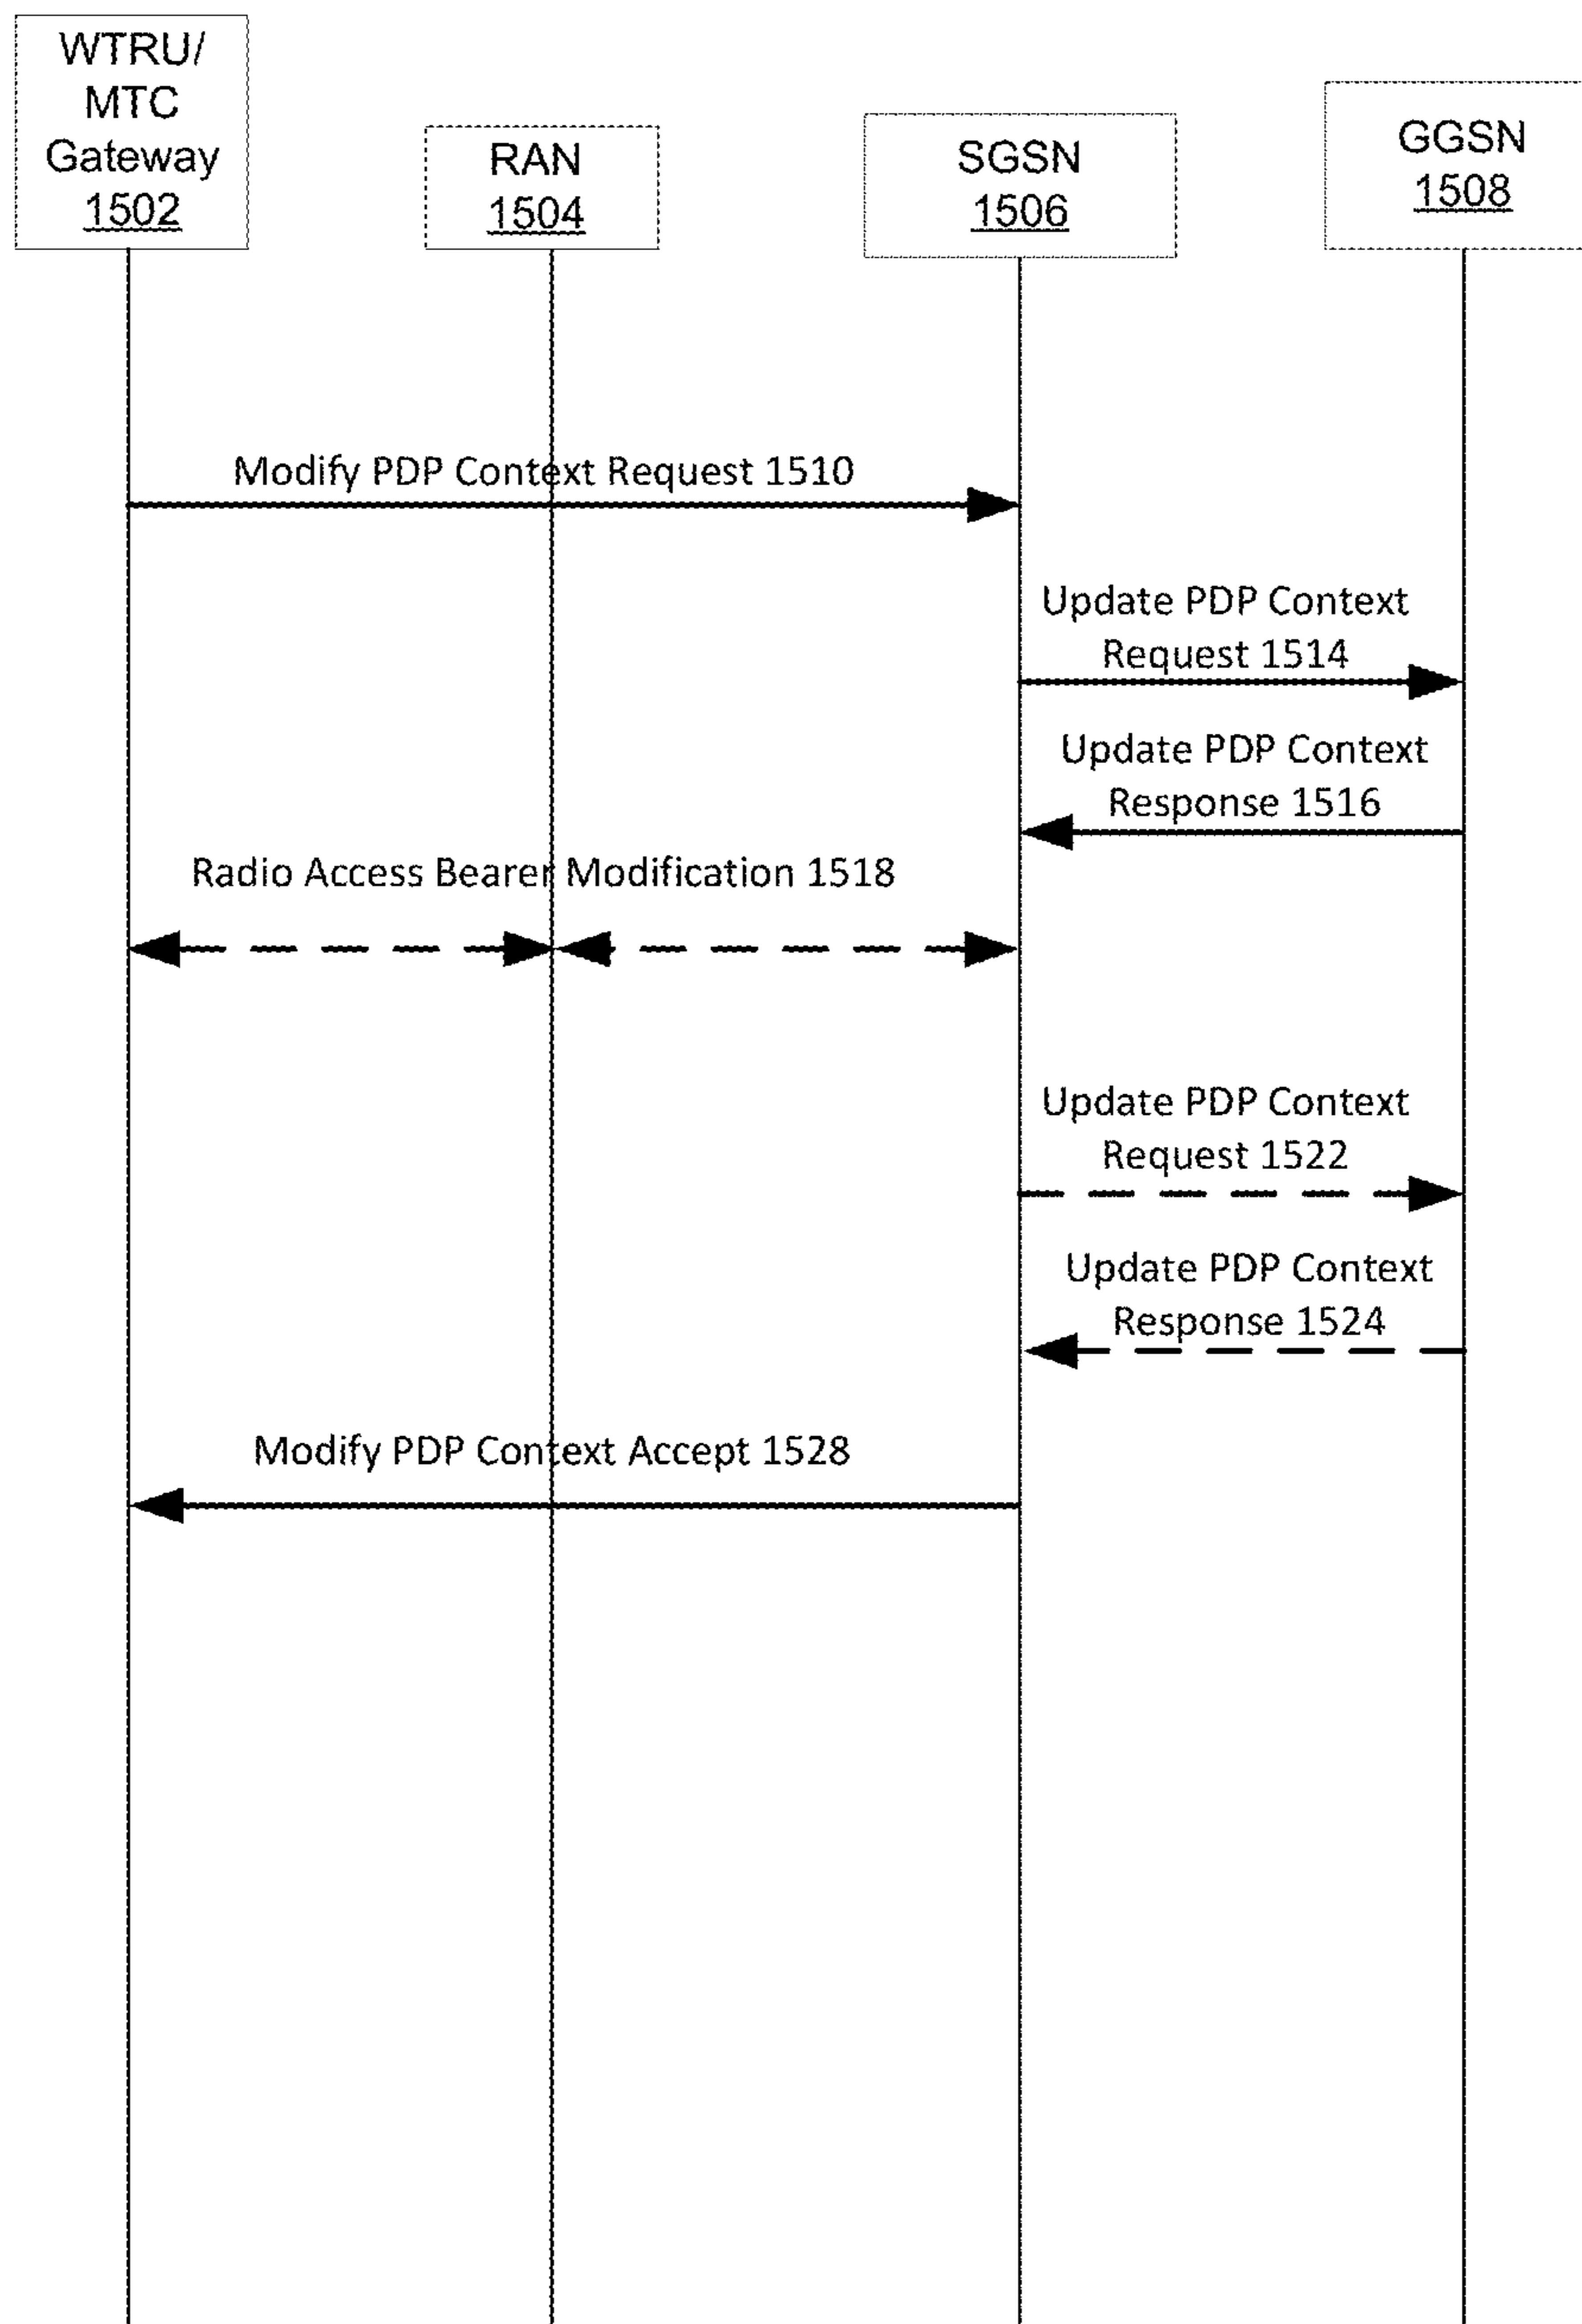 WTRU/
MTC
Gateway
1502
RAN
1504
SGSN
1506
GGSN
1508
Modify PDP Context Request 1510
Update PDP Context
Request 1514
Update PDP Context
Response 1516
Radio Access Bearer Modification 1518
Update PDP Context
Request 1522
Update PDP Context
Response 1524
Modify PDP Context Accept 1528